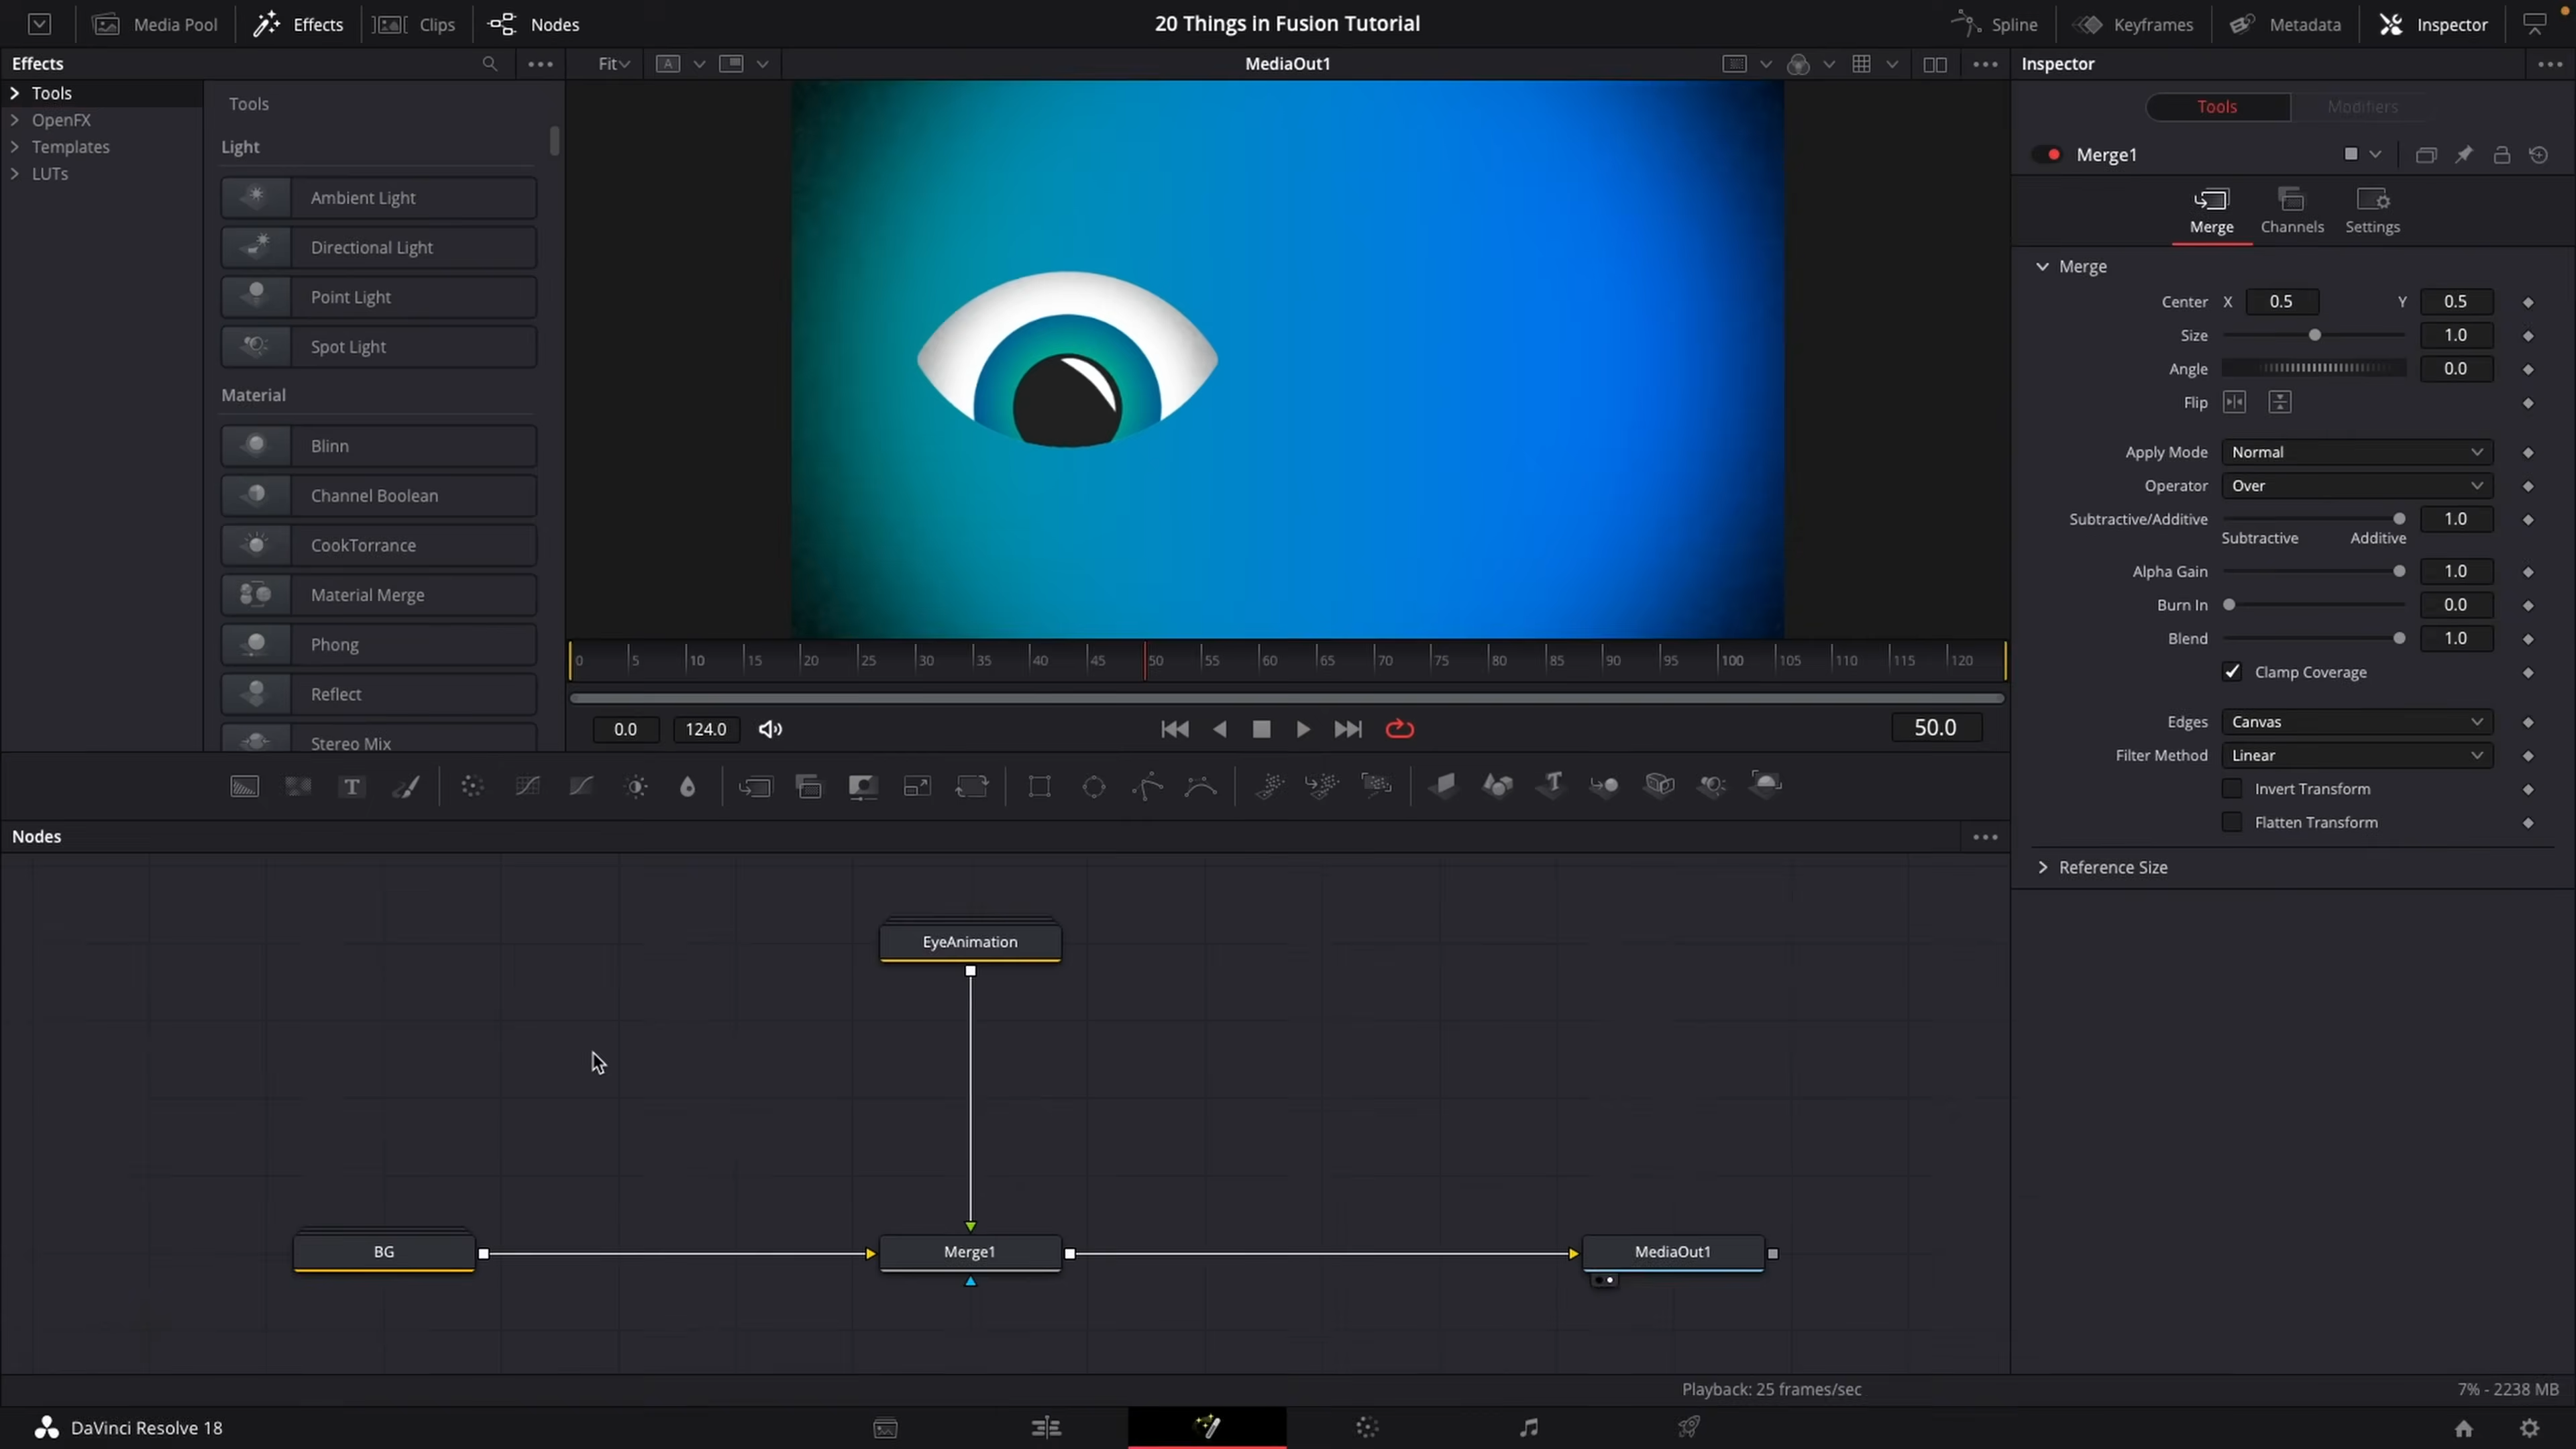 Media Pool Effects Clips Nodes 20 Things in Fusion Tutorial Spline Keyframes Metadata Inspector
Effects Fit A MediaOut1 Inspector
Tools
OpenFX
Templates
LUTs
Tools
Light
Ambient Light
Directional Light
Point Light
Spot Light
Material
Blinn
Channel Boolean
CookTorrance
Material Merge
Phong
Reflect
Stereo Mix
0 5 10 15 20 25 30 35 40 45 50 55 60 65 70 75 80 85 90 95 100 105 110 115 120
0.0 124.0 50.0
T T
Tools Modifiers
Merge1
Merge Channels Settings
Merge
Center X 0.5 Y 0.5
Size 1.0
Angle 0.0
Flip
Apply Mode Normal
Operator Over
Subtractive/Additive 1.0
Subtractive Additive
Alpha Gain 1.0
Burn In 0.0
Blend 1.0
Clamp Coverage
Edges Canvas
Filter Method Linear
Invert Transform
Flatten Transform
Reference Size
Nodes
EyeAnimation
BG Merge1 MediaOut1
Playback: 25 frames/sec 7% - 2238 MB
DaVinci Resolve 18